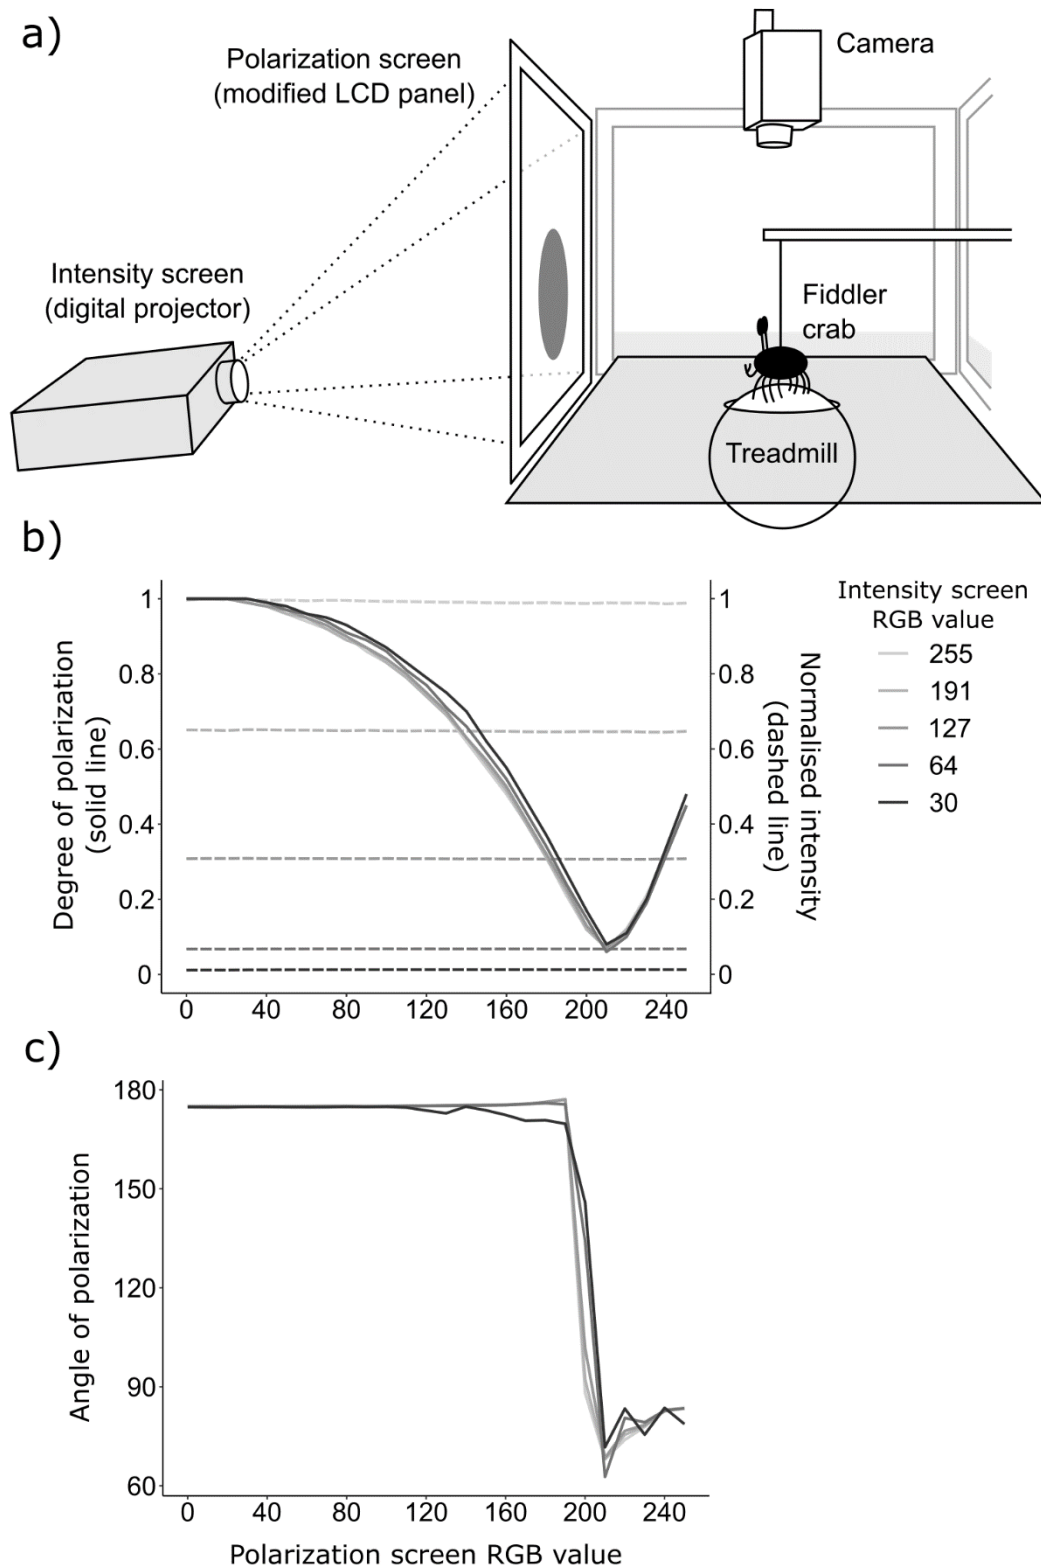 a)
Polarization screen
(modified LCD panel)
Camera
Intensity screen
(digital projector)
Fiddler
crab
Treadmill
b)
Degree of polarization
(solid line)
1
0.8
0.6
0.4
0.2
0
0 40 80 120 160 200 240
1
0.8
0.6
0.4
0.2
0
Normalised intensity
(dashed line)
Intensity screen
RGB value
255
191
127
64
30
c)
Angle of polarization
180
150
120
90
60
0 40 80 120 160 200 240
Polarization screen RGB value